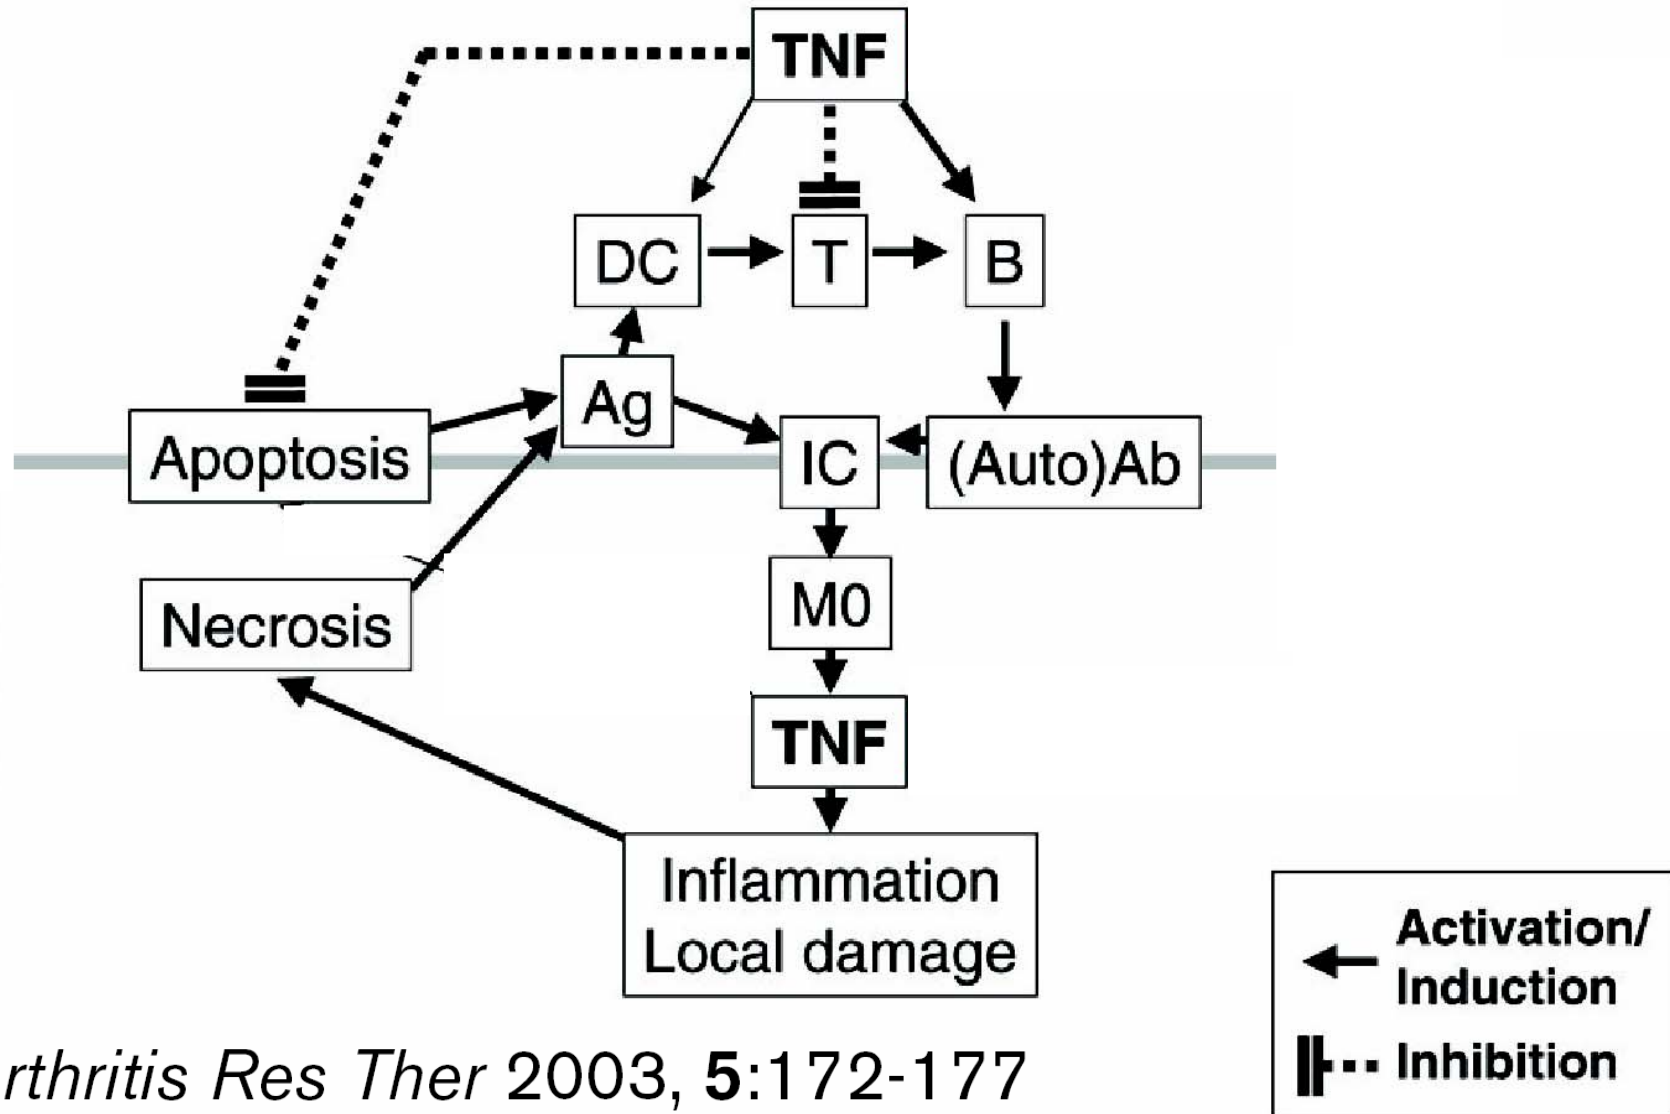 TNF
DC
T
B
Ag
Apoptosis
IC
(Auto)Ab
Necrosis
M0
TNF
Inflammation
Local damage
Activation/
Induction
Inhibition
rthritis Res Ther 2003, 5:172-177